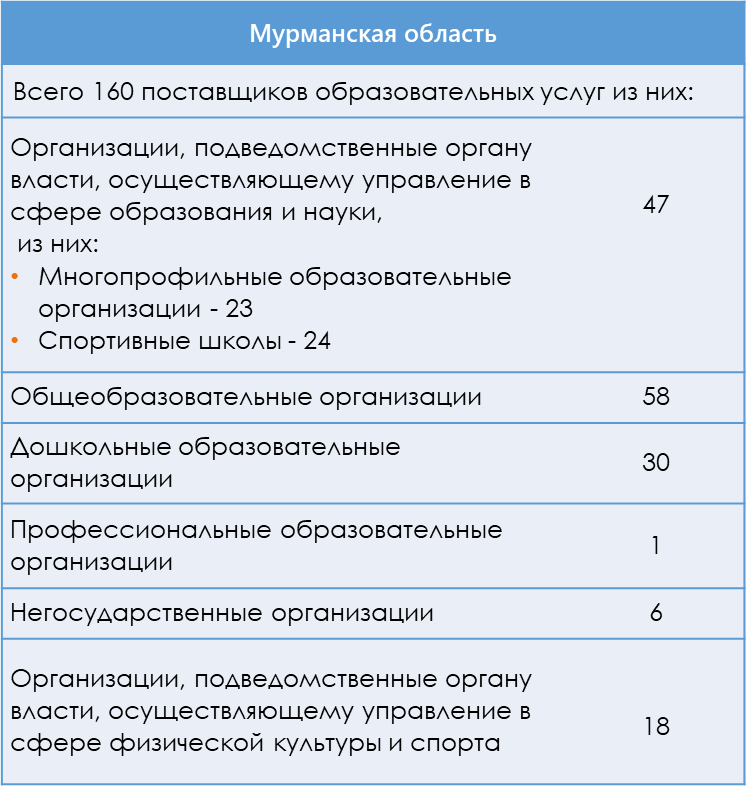 Мурманская область
Всего 160 поставщиков образовательных услуг из них:
Организации, подведомственные органу
власти, осуществляющему управление в
сфере образования и науки,
из них:
• Многопрофильные образовательные
организации - 23
• Спортивные школы - 24
47
Общеобразовательные организации 58
Дошкольные образовательные
организации
30
Профессиональные образовательные
организации
1
Негосударственные организации 6
Организации, подведомственные органу
власти, осуществляющему управление в
сфере физической культуры и спорта
18